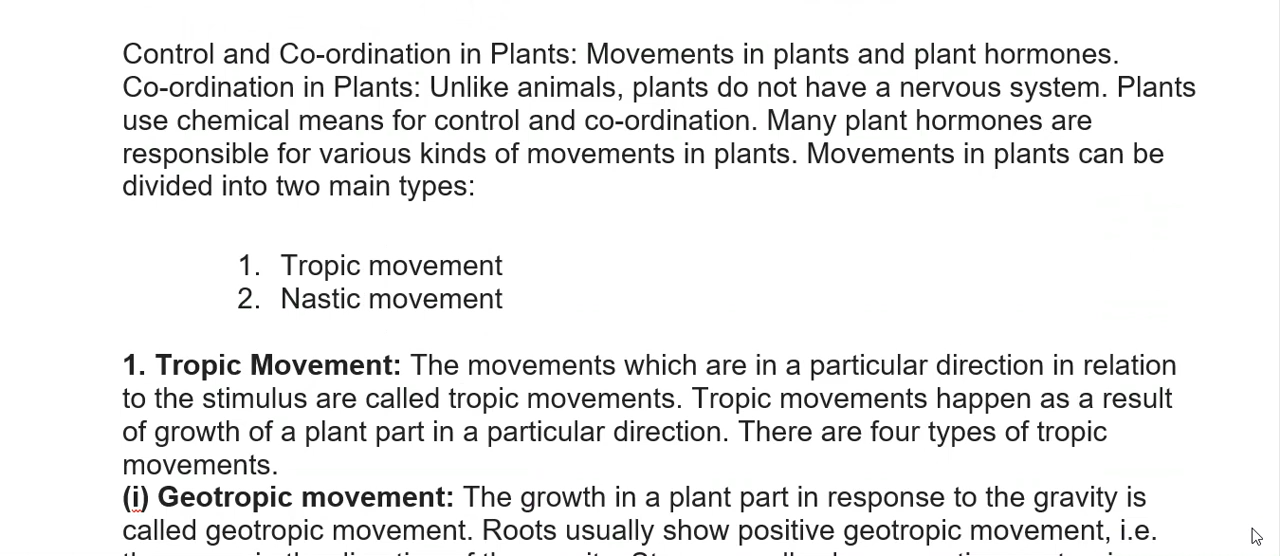 Control and Co-ordination in Plants: Movements in plants and plant hormones.
Co-ordination in Plants: Unlike animals, plants do not have a nervous system. Plants
use chemical means for control and co-ordination. Many plant hormones are
responsible for various kinds of movements in plants. Movements in plants can be
divided into two main types:
1. Tropic movement
2. Nastic movement
1. Tropic Movement: The movements which are in a particular direction in relation
to the stimulus are called tropic movements. Tropic movements happen as a result
of growth of a plant part in a particular direction. There are four types of tropic
movements.
(i) Geotropic movement: The growth in a plant part in response to the gravity is
called geotropic movement. Roots usually show positive geotropic movement, i.e.